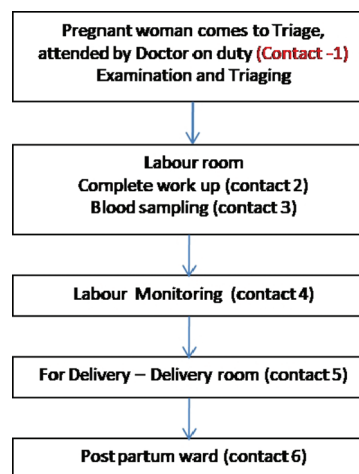 Pregnant woman comes to Triage,
attended by Doctor on duty (Contact -1)
Examination and Triaging
Labour room
Complete work up (contact 2)
Blood sampling (contact 3)
Labour Monitoring (contact 4)
For Delivery – Delivery room (contact 5)
Post partum ward (contact 6)